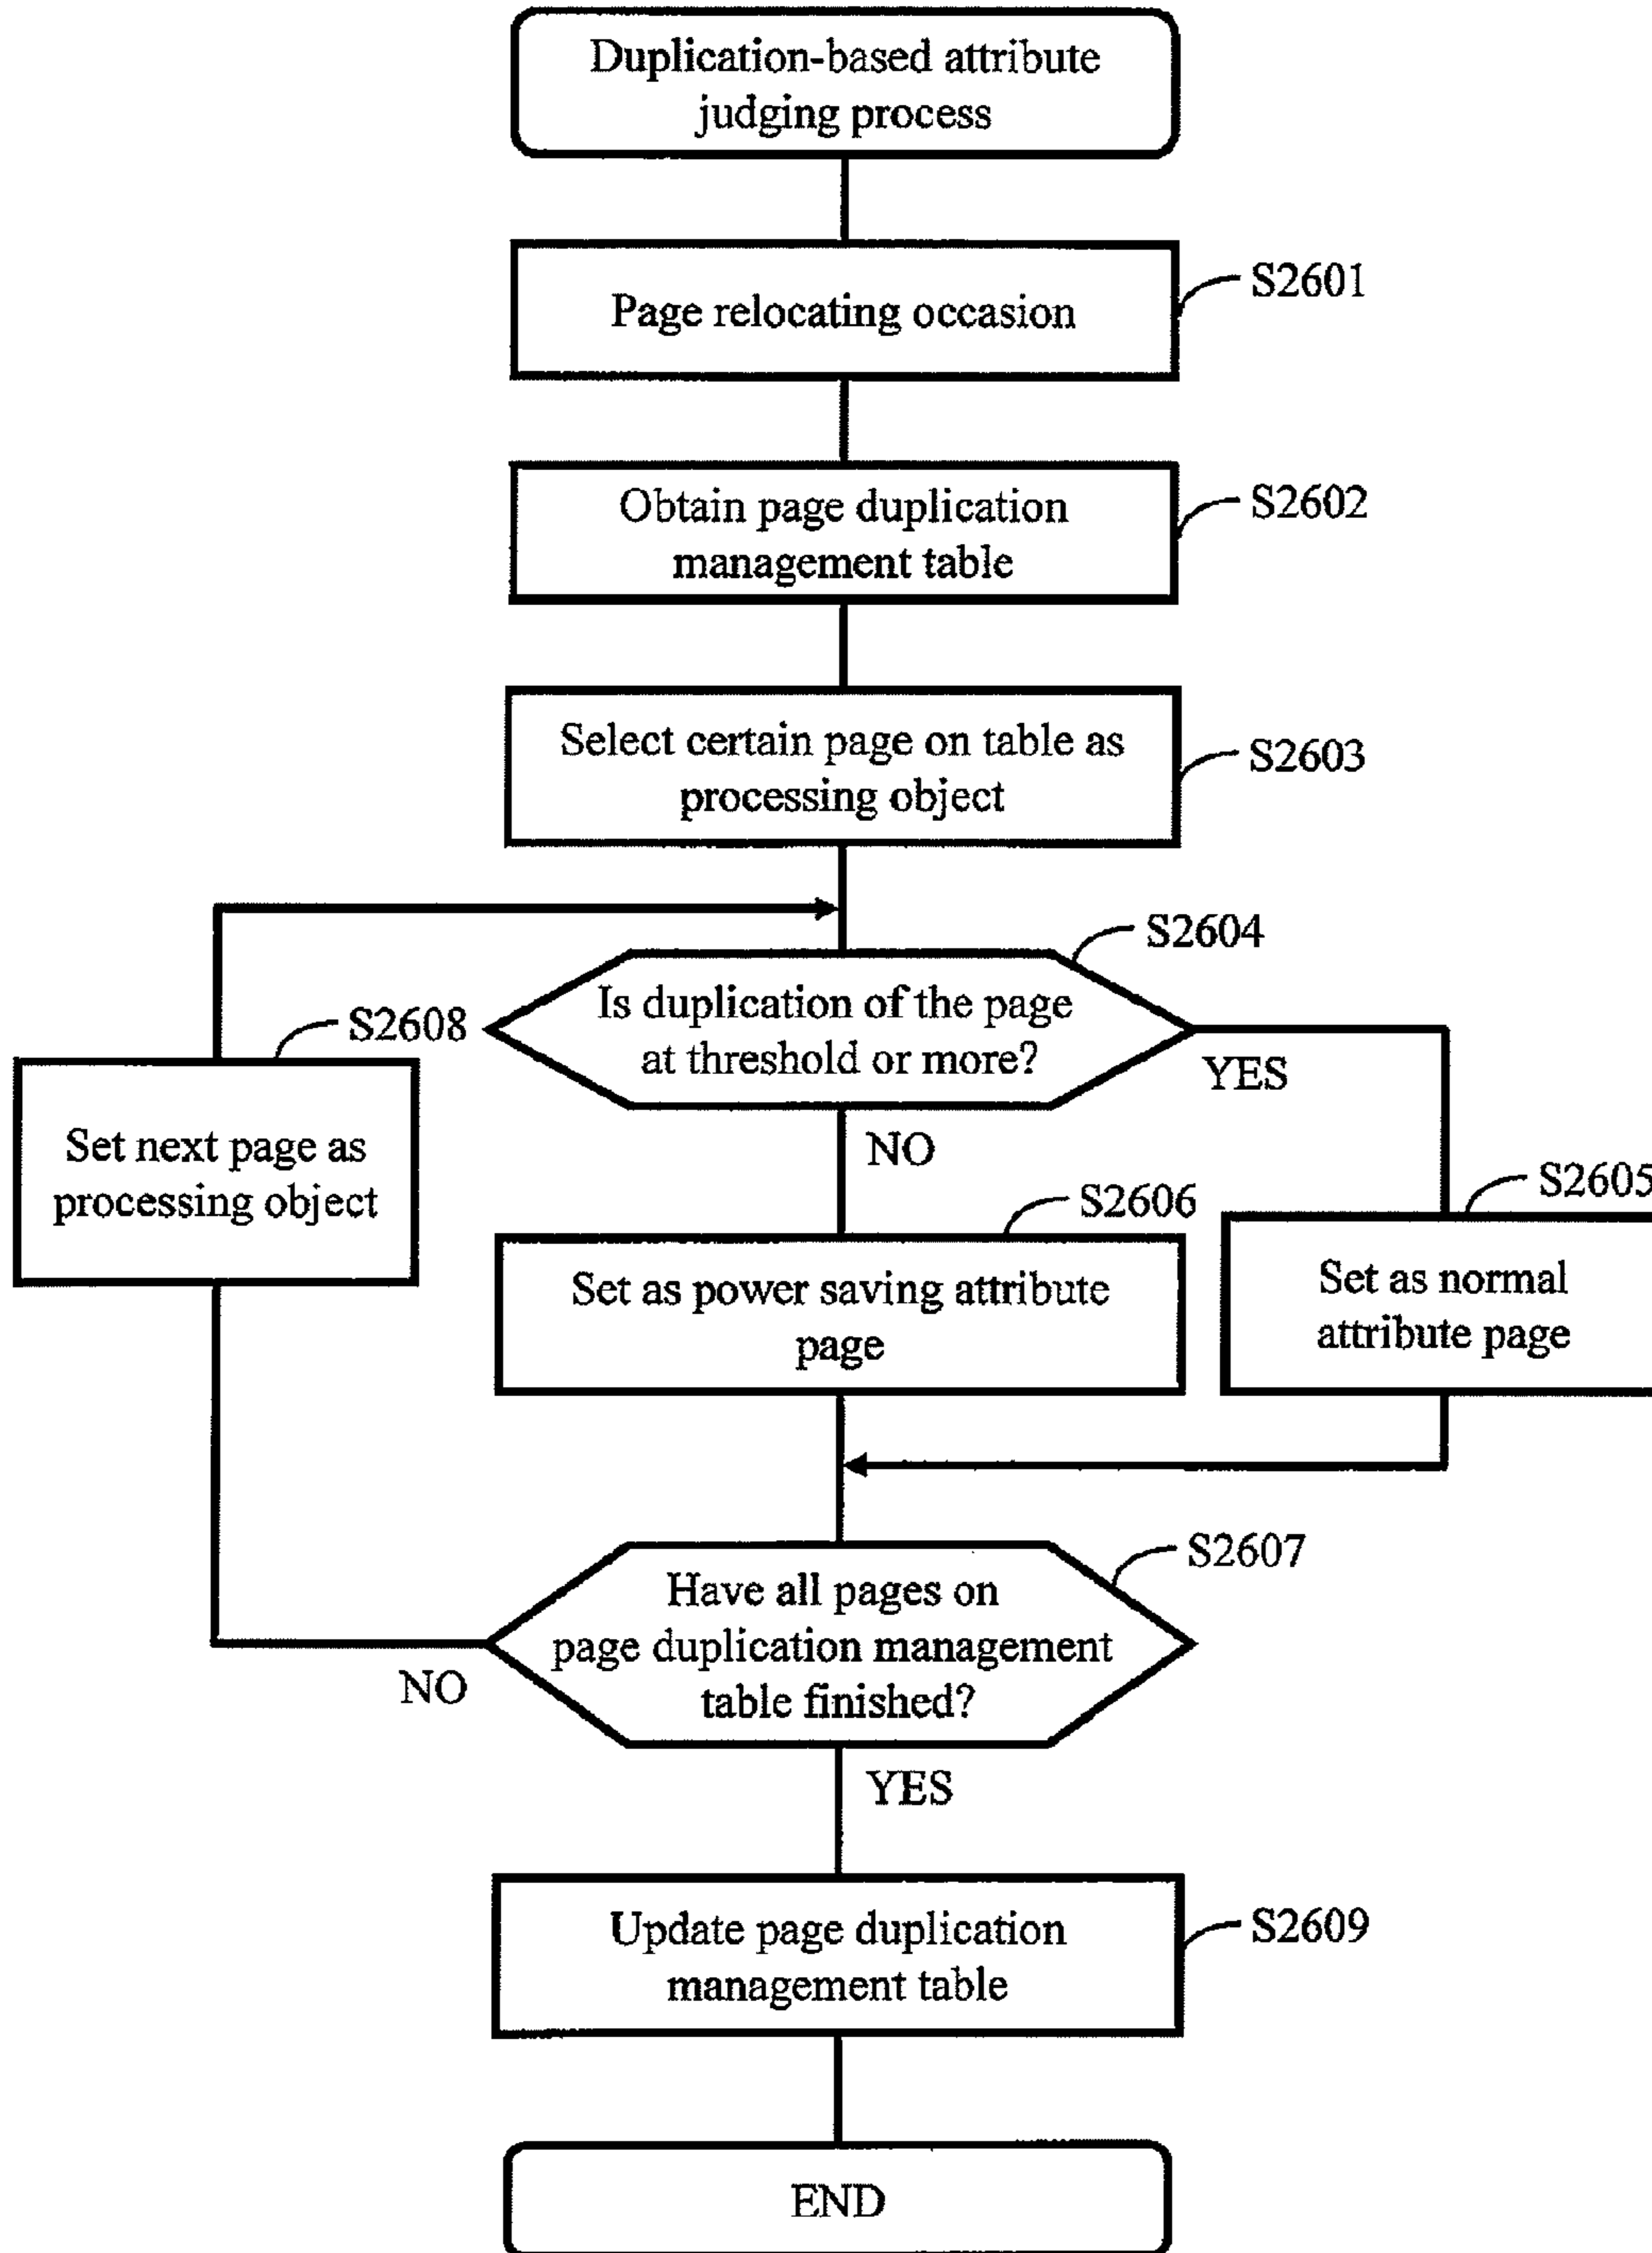 Duplication-based attribute
judging process
Page relocating occasion
S2601
Obtain page duplication
management table
S2602
Select certain page on table as
processing object
S2603
Is duplication of the page
at threshold or more?
S2604
YES
NO
S2608
Set next page as
processing object
S2606
Set as power saving attribute
page
S2605
Set as normal
attribute page
Have all pages on
page duplication management
table finished?
S2607
NO
YES
Update page duplication
management table
S2609
END